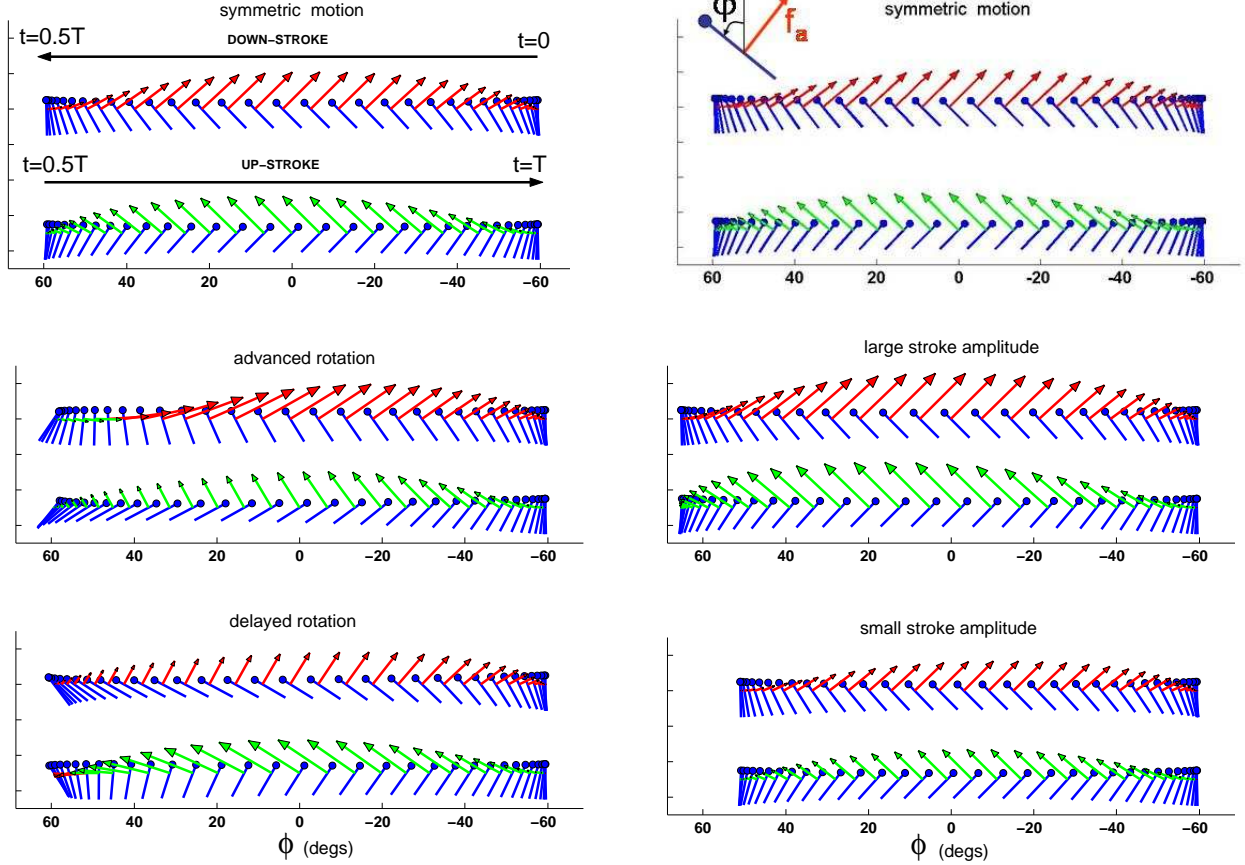 symmetric motion
t=0.5T DOWN-STROKE t=0
t=0.5T UP-STROKE t=T
60 40 20 0 -20 -40 -60
symmetric motion
φ
f_a
60 40 20 0 -20 -40 -60
advanced rotation
60 40 20 0 -20 -40 -60
large stroke amplitude
60 40 20 0 -20 -40 -60
delayed rotation
60 40 20 0 -20 -40 -60
ϕ (degs)
small stroke amplitude
60 40 20 0 -20 -40 -60
ϕ (degs)